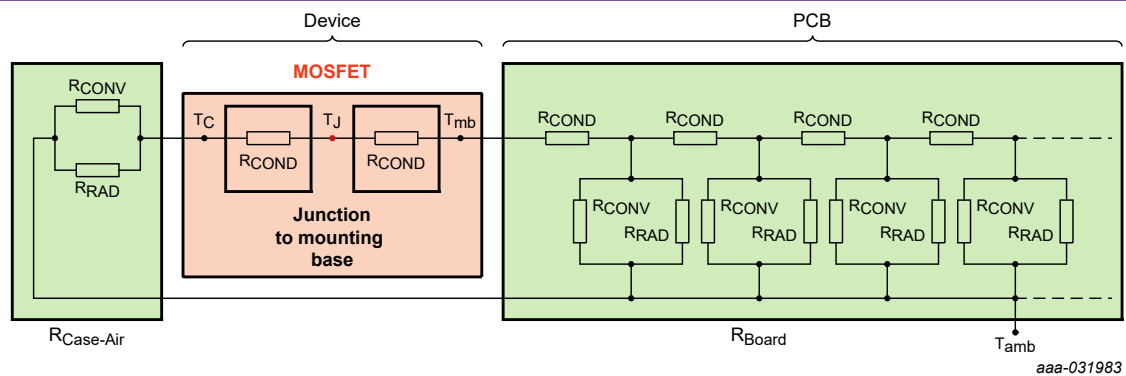 Device
PCB
MOSFET
RCONV
RRAD
TC
RCOND
TJ
RCOND
Tmb
Junction
to mounting
base
RCOND
RCOND
RCOND
RCOND
RCONV
RRAD
RCONV
RRAD
RCONV
RRAD
RCONV
RRAD
RCase-Air
RBoard
Tamb
aaa-031983